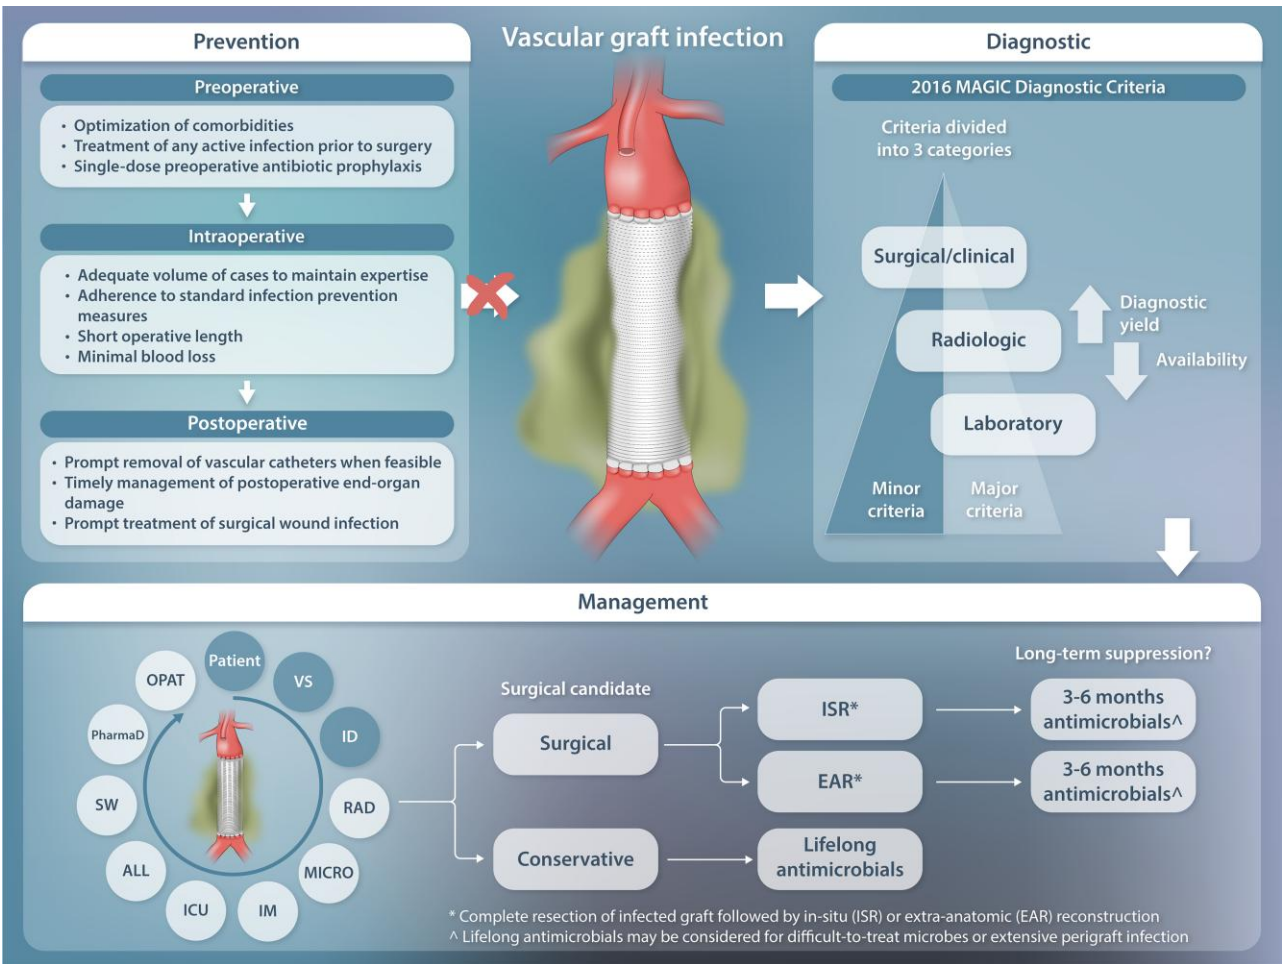 Vascular graft infection
Prevention
Preoperative
• Optimization of comorbidities
• Treatment of any active infection prior to surgery
• Single-dose preoperative antibiotic prophylaxis
Intraoperative
• Adequate volume of cases to maintain expertise
• Adherence to standard infection prevention
measures
• Short operative length
• Minimal blood loss
Postoperative
• Prompt removal of vascular catheters when feasible
• Timely management of postoperative end-organ
damage
• Prompt treatment of surgical wound infection
Diagnostic
2016 MAGIC Diagnostic Criteria
Criteria divided
into 3 categories
Surgical/clinical
Radiologic
Laboratory
Diagnostic
yield
Availability
Minor
criteria
Major
criteria
Management
Patient
VS
ID
RAD
MICRO
IM
ICU
ALL
SW
PharmaD
OPAT
Surgical candidate
Surgical
Conservative
ISR*
EAR*
Lifelong
antimicrobials
Long-term suppression?
3-6 months
antimicrobials^
3-6 months
antimicrobials^
* Complete resection of infected graft followed by in-situ (ISR) or extra-anatomic (EAR) reconstruction
^ Lifelong antimicrobials may be considered for difficult-to-treat microbes or extensive perigraft infection